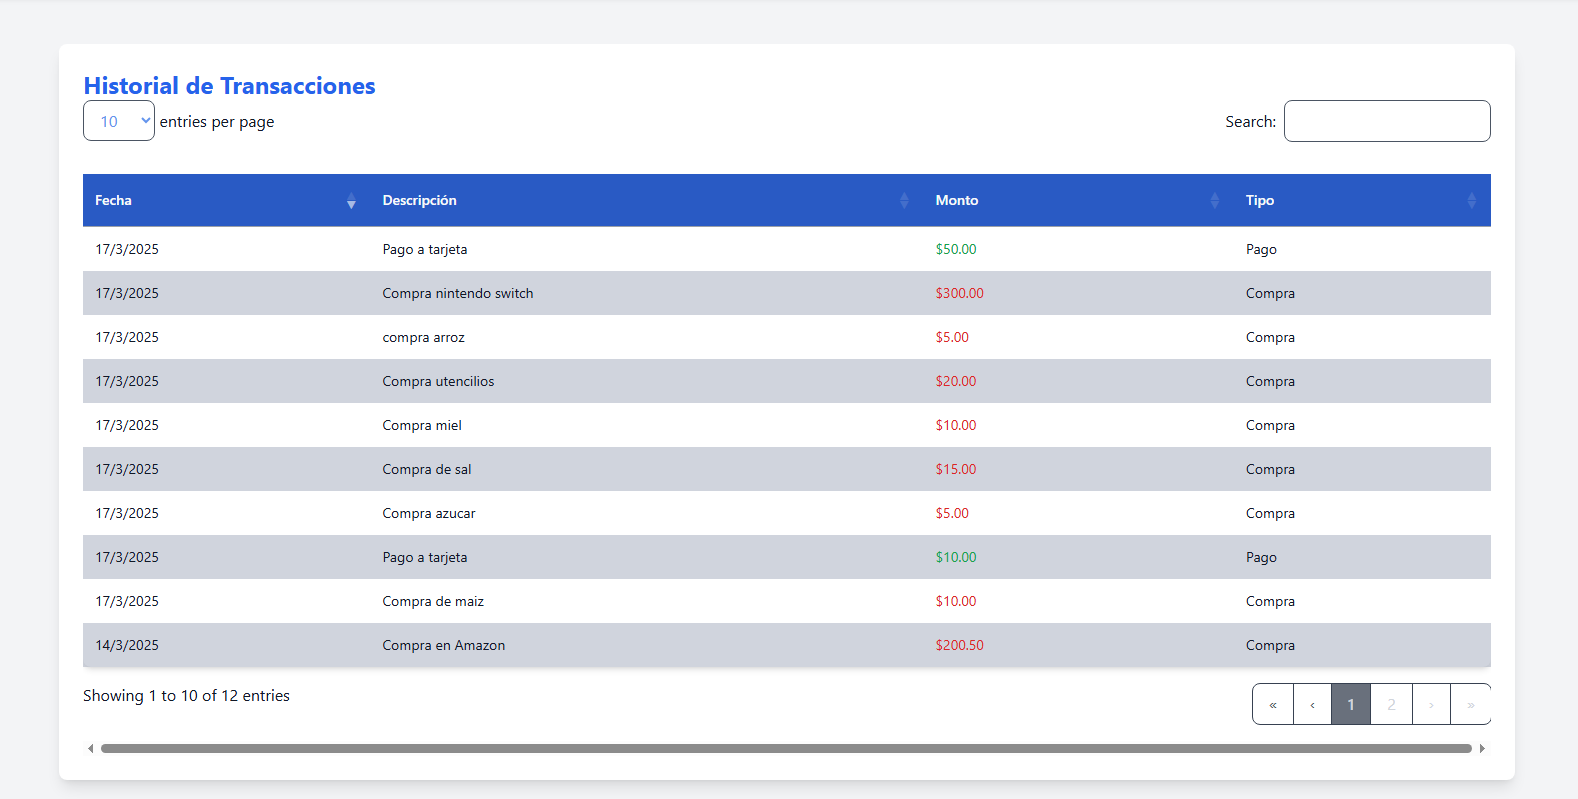 Historial de Transacciones
10 entries per page Search:
Fecha Descripción Monto Tipo
17/3/2025 Pago a tarjeta $50.00 Pago
17/3/2025 Compra nintendo switch $300.00 Compra
17/3/2025 compra arroz $5.00 Compra
17/3/2025 Compra utencilios $20.00 Compra
17/3/2025 Compra miel $10.00 Compra
17/3/2025 Compra de sal $15.00 Compra
17/3/2025 Compra azucar $5.00 Compra
17/3/2025 Pago a tarjeta $10.00 Pago
17/3/2025 Compra de maiz $10.00 Compra
14/3/2025 Compra en Amazon $200.50 Compra
Showing 1 to 10 of 12 entries « ‹ 1 2 › »